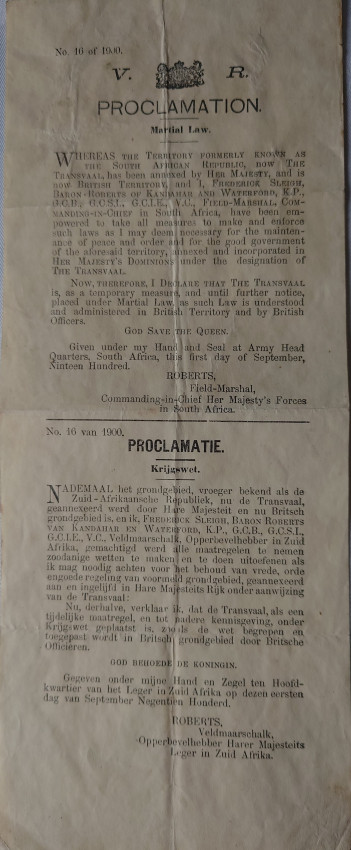 No. 16 of 1900.
V. R.
PROCLAMATION.
Martial Law.
WHEREAS THE TERRITORY FORMERLY KNOWN AS
THE SOUTH AFRICAN REPUBLIC, NOW THE
TRANSVAAL, has been annexed by HER MAJESTY, and is
now BRITISH TERRITORY, and I, FREDERICK SLEIGH,
BARON ROBERTS OF KANDAHAR AND WATERFORD, K.P.,
G.C.B., G.C.S.I., G.C.I.E., V.C., FIELD-MARSHAL, COM-
MANDING-IN-CHIEF in South Africa, have been em-
powered to take all measures to make and enforce
such laws as I may deem necessary for the mainten-
ance of peace and order and for the good government
of the aforesaid territory, annexed and incorporated in
HER MAJESTY'S DOMINIONS under the designation of
THE TRANSVAAL.
NOW, THEREFORE, I DECLARE THAT THE TRANSVAAL
is, as a temporary measure, and until further notice,
placed under Martial Law, as such Law is understood
and administered in British Territory and by British
Officers.
GOD SAVE THE QUEEN.
Given under my Hand and Seal at Army Head
Quarters, South Africa, this first day of September,
Ninteen Hundred.
ROBERTS,
Field-Marshal,
Commanding-in-Chief Her Majesty's Forces
in South Africa.
No. 16 van 1900.
PROCLAMATIE.
Krijgswet.
NADEMAAL het grondgebied, vroeger bekend als de
Zuid-Afrikaansche Republiek, nu de Transvaal,
geannexeerd werd door Hare Majesteit en nu Britsch
grondgebied is, en ik, FREDERICK SLEIGH, BARON ROBERTS
VAN KANDAHAR EN WATERFORD, K.P., G.C.B., G.C.S.I.,
G.C.I.E., V.C., Veldmaarschalk, Opperbevelhebber in Zuid
Afrika, gemachtigd werd alle maatregelen te nemen
zoodanige wetten te maken en te doen uitoefenen als
ik mag noodig achten voor het behoud van vrede, orde
engoede regeling van voormeld grondgebied, geannexeerd
aan en ingelijfd in Hare Majesteits Rijk onder aanwijzing
van de Transvaal:
Nu, derhalve, verklaar ik, dat de Transvaal, als een
tijdelijke maatregel, en tot nadere kennisgeving, onder
Krijgswet geplaatst is, zoo als de wet begrepen en
toegepast wordt in Britsch grondgebied door Britsche
Officieren.
GOD BEHOEDE DE KONINGIN.
Gegeven onder mijne Hand en Zegel ten Hoofd-
kwartier van het Leger in Zuid Afrika op dezen eersten
dag van September Negentien Honderd.
ROBERTS,
Veldmaarschalk,
Opperbevelhebber Harer Majesteits
Leger in Zuid Afrika.